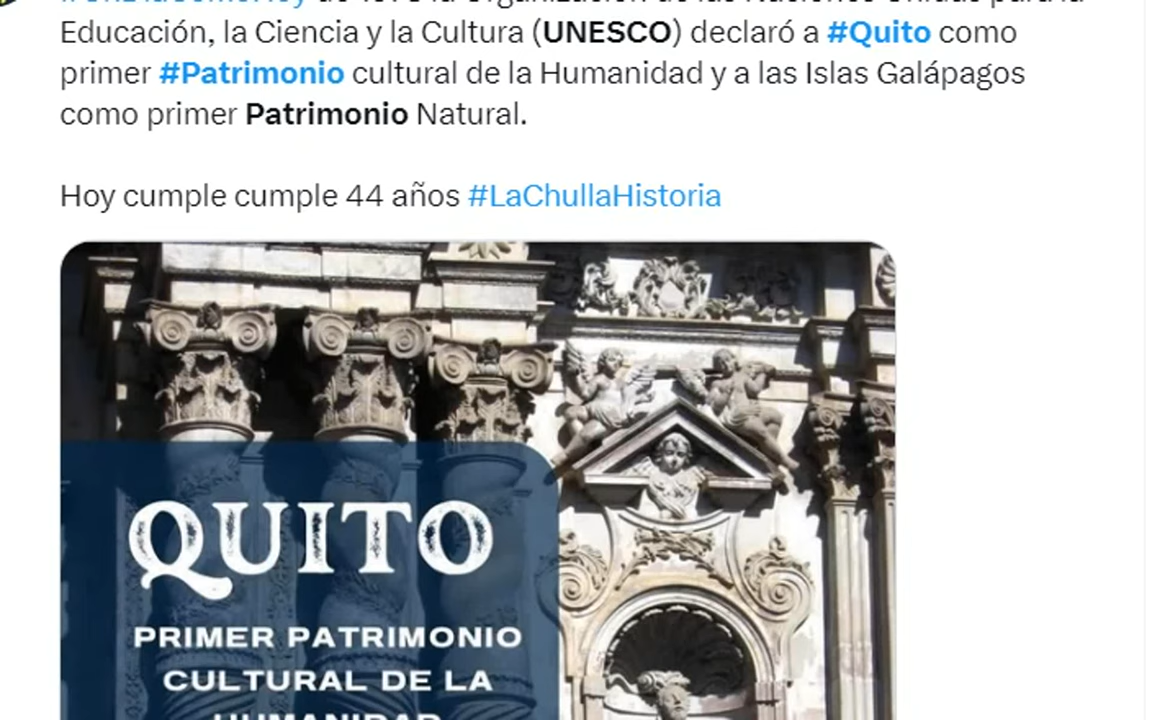 Educación, la Ciencia y la Cultura (UNESCO) declaró a #Quito como
primer #Patrimonio cultural de la Humanidad y a las Islas Galápagos
como primer Patrimonio Natural.
Hoy cumple cumple 44 años #LaChullaHistoria
QUITO
PRIMER PATRIMONIO
CULTURAL DE LA
HUMANIDAD